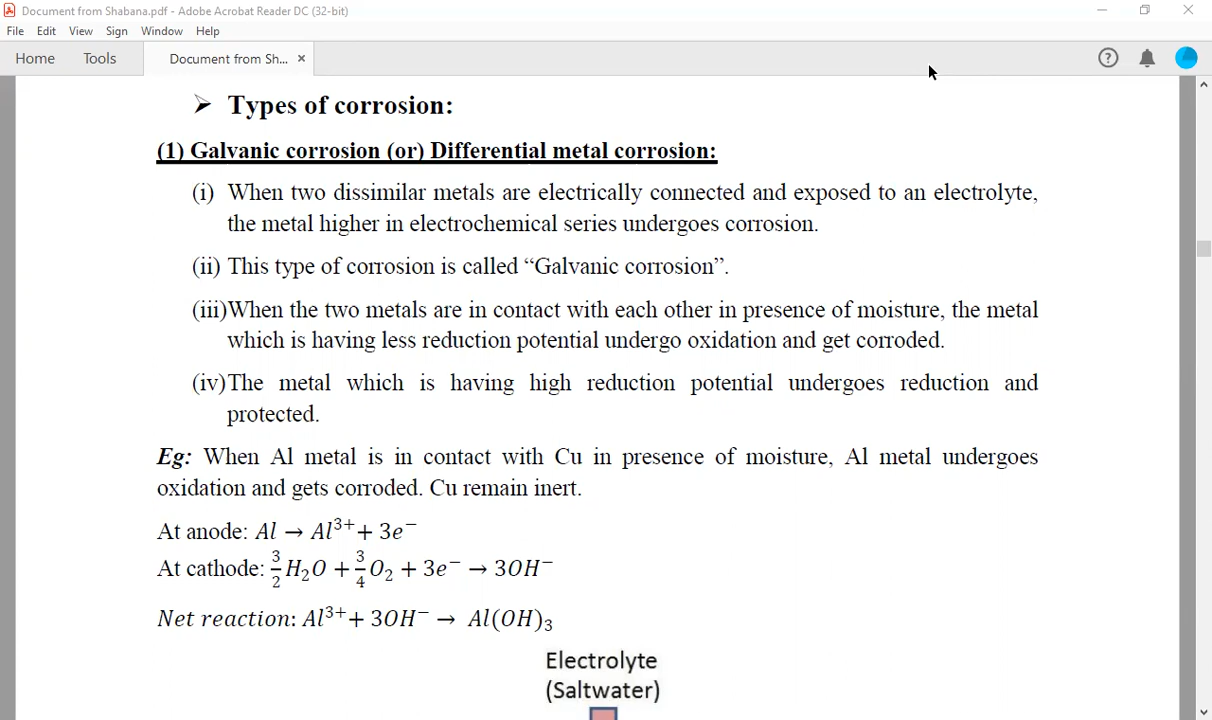 Document from Shabana.pdf - Adobe Acrobat Reader DC (32-bit)
File Edit View Sign Window Help
Home Tools Document from Sh... ×
➢ Types of corrosion:
(1) Galvanic corrosion (or) Differential metal corrosion:
(i) When two dissimilar metals are electrically connected and exposed to an electrolyte,
the metal higher in electrochemical series undergoes corrosion.
(ii) This type of corrosion is called “Galvanic corrosion”.
(iii)When the two metals are in contact with each other in presence of moisture, the metal
which is having less reduction potential undergo oxidation and get corroded.
(iv)The metal which is having high reduction potential undergoes reduction and
protected.
Eg: When Al metal is in contact with Cu in presence of moisture, Al metal undergoes
oxidation and gets corroded. Cu remain inert.
At anode: Al → Al³⁺+ 3e⁻
At cathode: 3/2 H₂O + 3/4 O₂ + 3e⁻ → 3OH⁻
Net reaction: Al³⁺+ 3OH⁻ → Al(OH)₃
Electrolyte
(Saltwater)